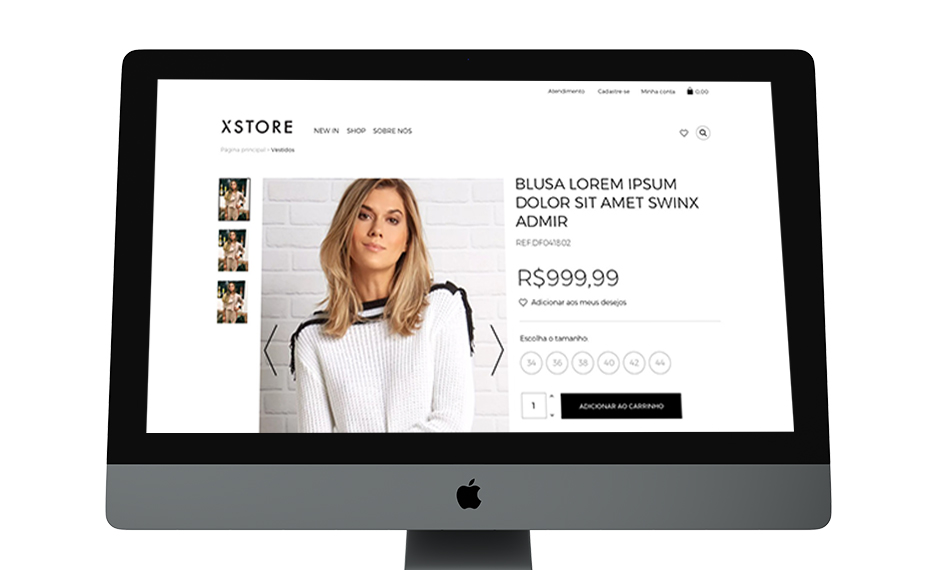 Atendimento Cadastre-se Minha conta 0,00
XSTORE NEW IN SHOP SOBRE NÓS
Página principal > Vestidos
BLUSA LOREM IPSUM
DOLOR SIT AMET SWINX
ADMIR
REF.DF041802
R$999,99
Adicionar aos meus desejos
Escolha o tamanho:
34 36 38 40 42 44
1 ADICIONAR AO CARRINHO